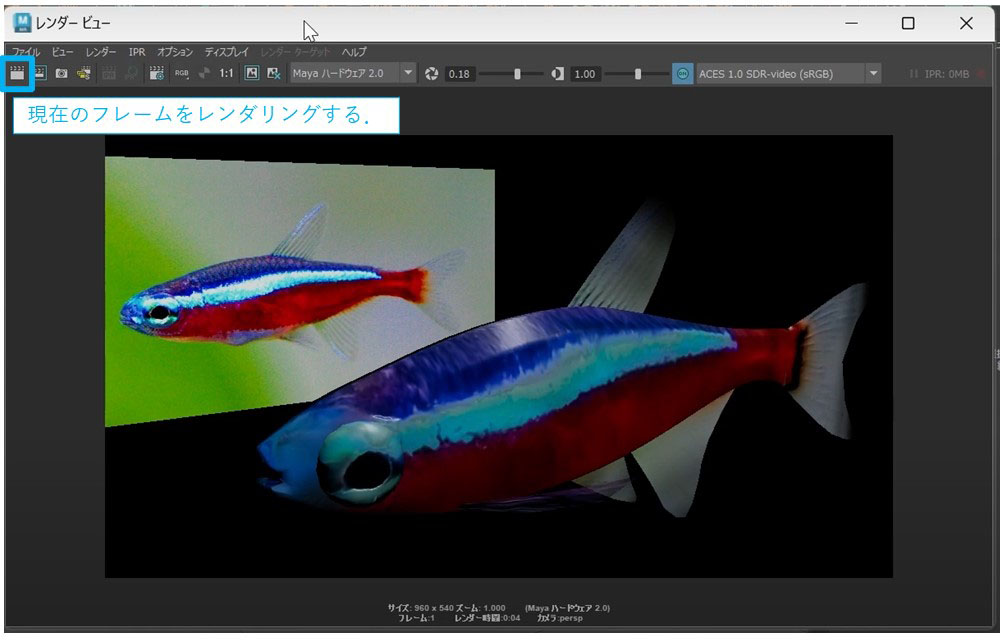 レンダー ビュー
ファイル ビュー レンダー IPR オプション ディスプレイ レンダー ターゲット ヘルプ
RGB 1:1 Maya ハードウェア 2.0 0.18 1.00 ACES 1.0 SDR-video (sRGB) IPR: 0MB
現在のフレームをレンダリングする.
サイズ: 960 x 540 ズーム: 1.000 (Maya ハードウェア 2.0)
フレーム:1 レンダー時間:0:04 カメラ:persp